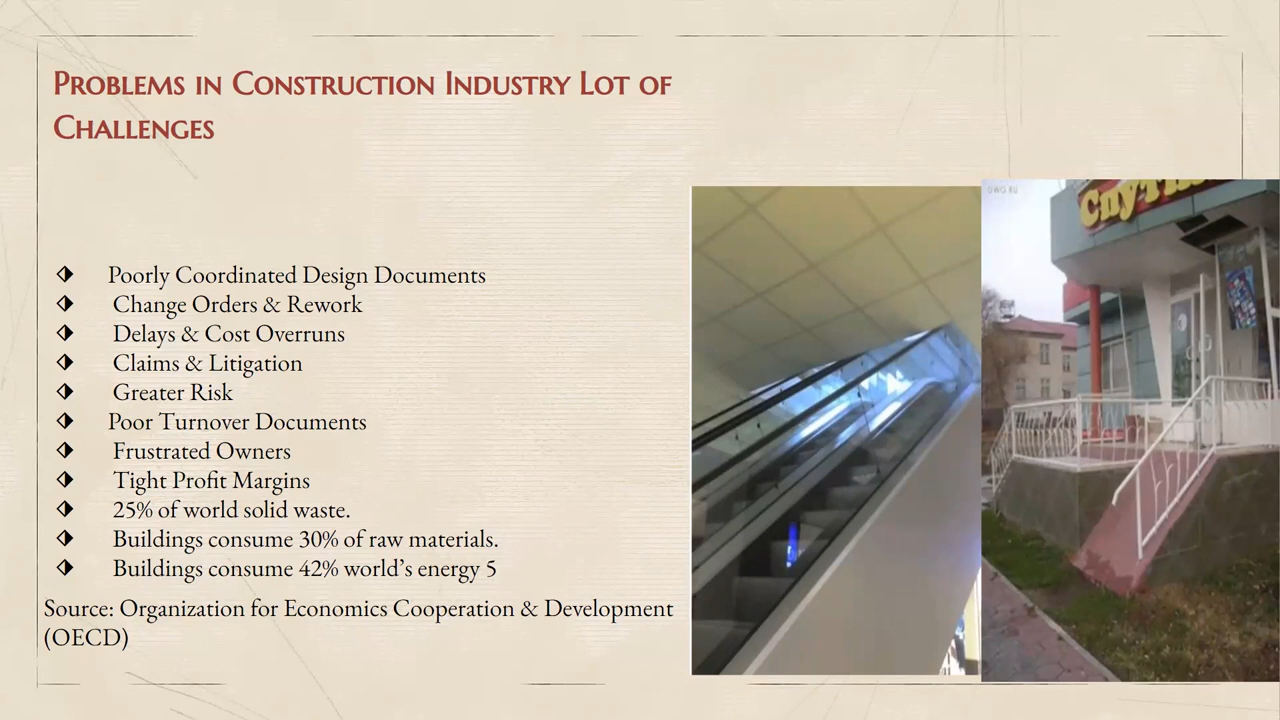 Problems in Construction Industry Lot of
Challenges
Poorly Coordinated Design Documents
Change Orders & Rework
Delays & Cost Overruns
Claims & Litigation
Greater Risk
Poor Turnover Documents
Frustrated Owners
Tight Profit Margins
25% of world solid waste.
Buildings consume 30% of raw materials.
Buildings consume 42% world’s energy 5
Source: Organization for Economics Cooperation & Development
(OECD)